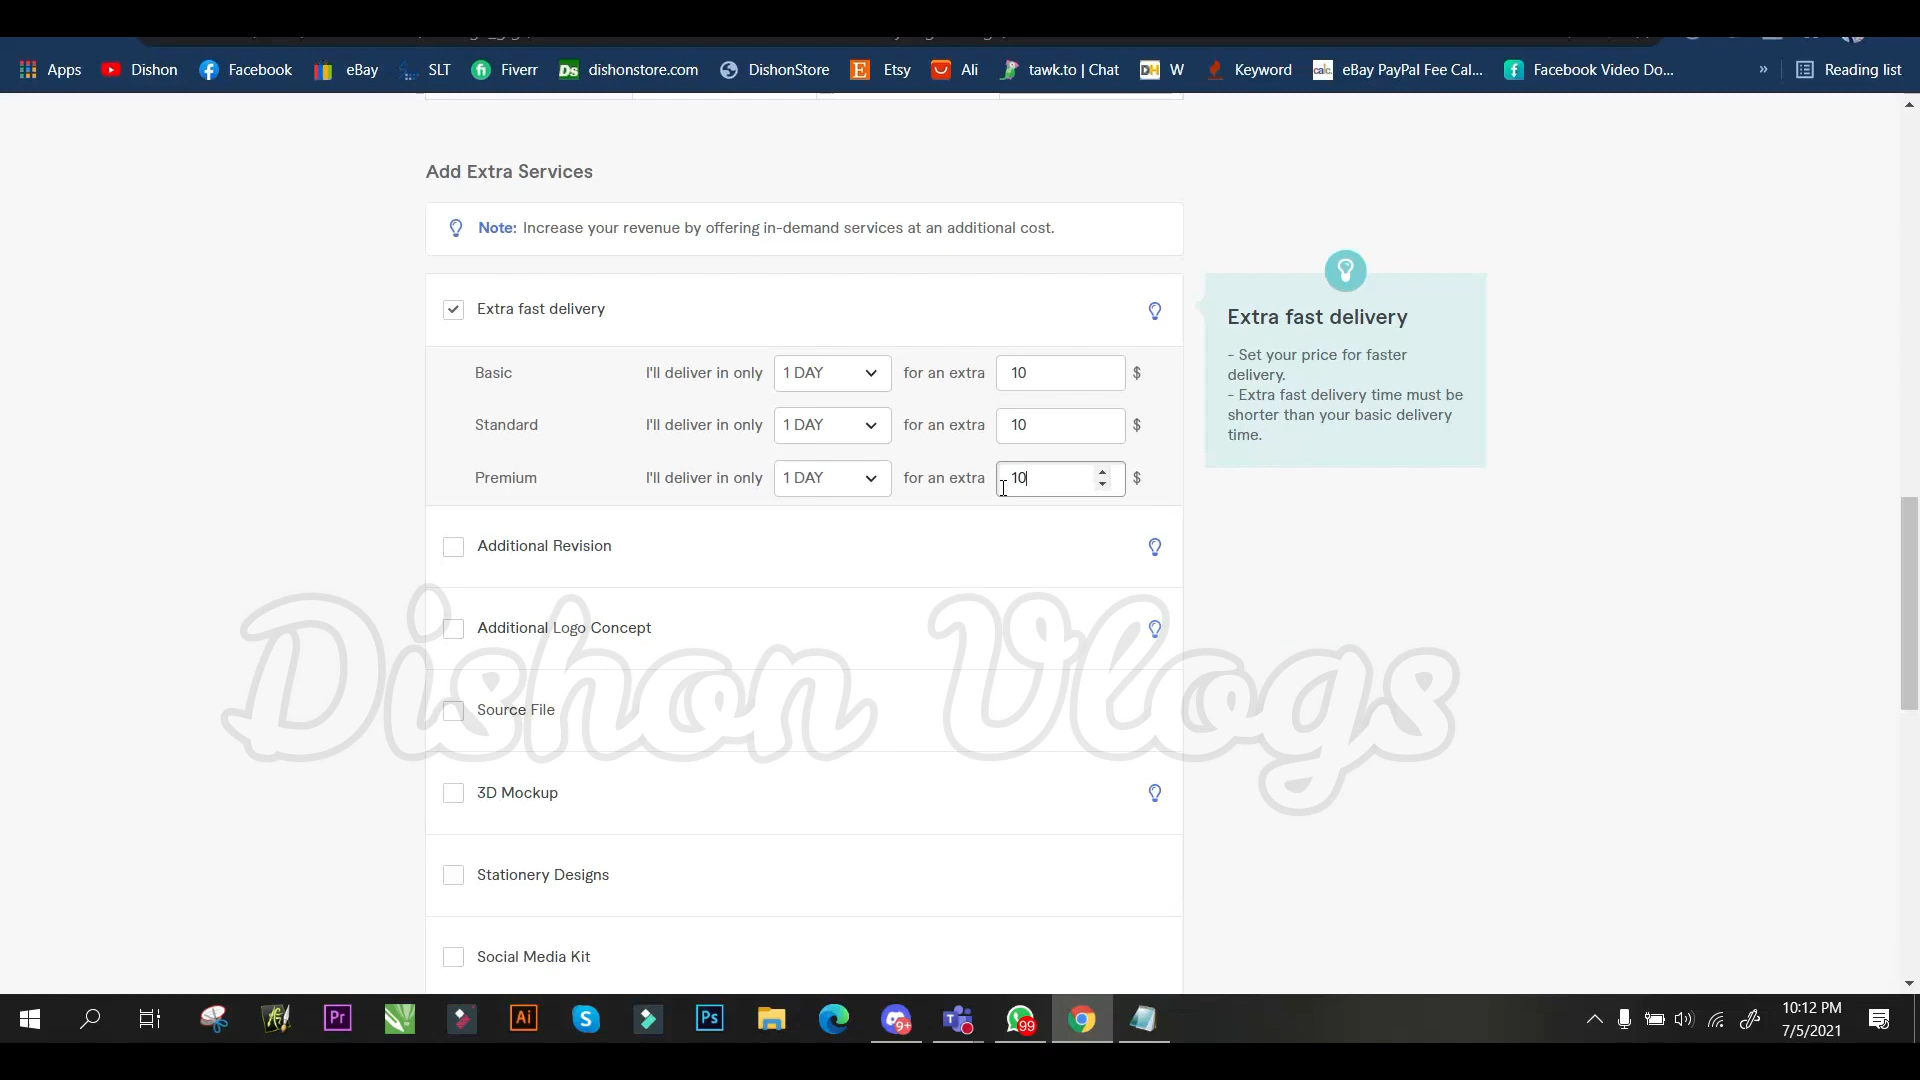 Apps Dishon Facebook eBay SLT Fiverr dishonstore.com DishonStore Etsy Ali tawk.to | Chat W Keyword eBay PayPal Fee Cal... Facebook Video Do... » Reading list
Add Extra Services
Note: Increase your revenue by offering in-demand services at an additional cost.
Extra fast delivery
Basic I'll deliver in only 1 DAY for an extra 10 $
Standard I'll deliver in only 1 DAY for an extra 10 $
Premium I'll deliver in only 1 DAY for an extra 10 $
Extra fast delivery
- Set your price for faster
delivery.
- Extra fast delivery time must be
shorter than your basic delivery
time.
Additional Revision
Additional Logo Concept
Source File
3D Mockup
Stationery Designs
Social Media Kit
Dishon Vlogs
10:12 PM
7/5/2021